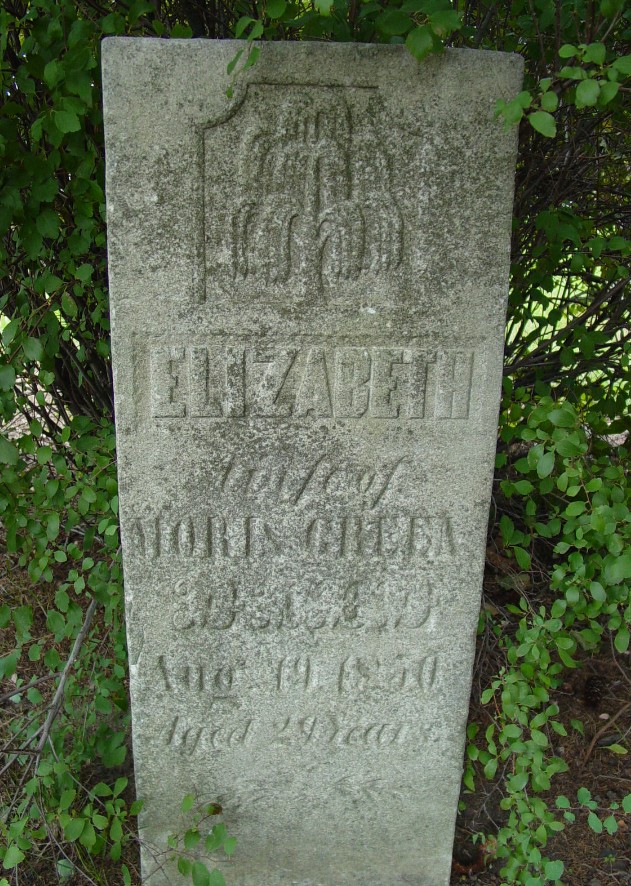 ELIZABETH
Wife of
MORIS GREEN
DIED
Aug. 19, 1850
Aged 29 Years.